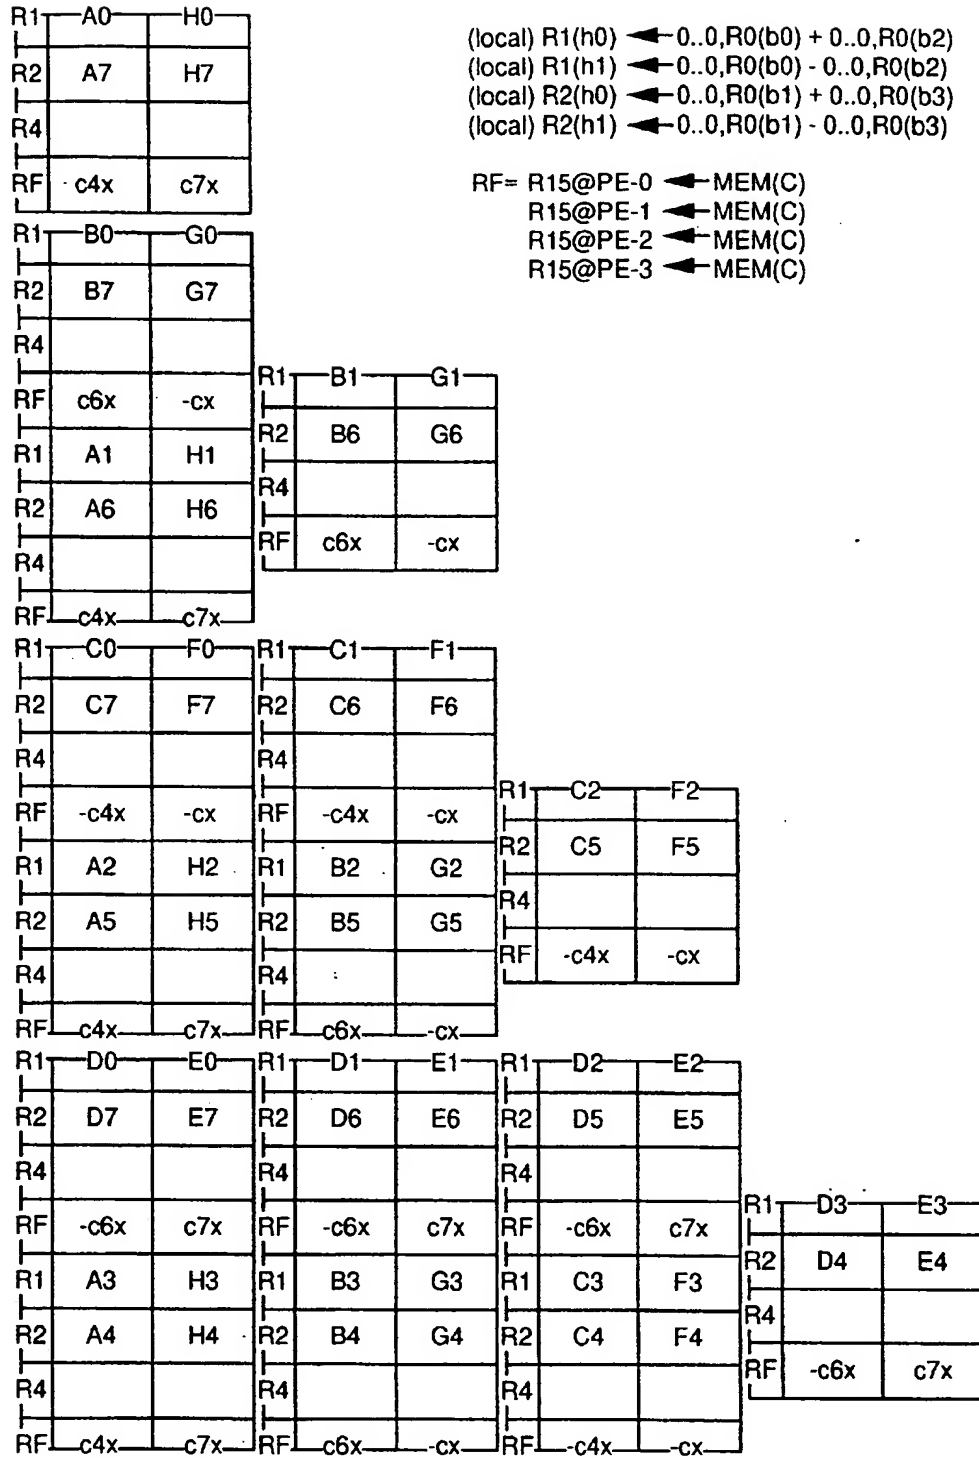 R1 A0 H0
R2 A7 H7
R4
RF c4x c7x
(local) R1(h0) ← 0..0,R0(b0) + 0..0,R0(b2)
(local) R1(h1) ← 0..0,R0(b0) - 0..0,R0(b2)
(local) R2(h0) ← 0..0,R0(b1) + 0..0,R0(b3)
(local) R2(h1) ← 0..0,R0(b1) - 0..0,R0(b3)
RF= R15@PE-0 ← MEM(C)
R15@PE-1 ← MEM(C)
R15@PE-2 ← MEM(C)
R15@PE-3 ← MEM(C)
R1 B0 G0
R2 B7 G7
R4
RF c6x -cx
R1 A1 H1
R2 A6 H6
R4
RF c4x c7x
R1 B1 G1
R2 B6 G6
R4
RF c6x -cx
R1 C0 F0
R2 C7 F7
R4
RF -c4x -cx
R1 A2 H2
R2 A5 H5
R4
RF c4x c7x
R1 C1 F1
R2 C6 F6
R4
RF -c4x -cx
R1 B2 G2
R2 B5 G5
R4
RF c6x -cx
R1 C2 F2
R2 C5 F5
R4
RF -c4x -cx
R1 D0 E0
R2 D7 E7
R4
RF -c6x c7x
R1 A3 H3
R2 A4 H4
R4
RF c4x c7x
R1 D1 E1
R2 D6 E6
R4
RF -c6x c7x
R1 B3 G3
R2 B4 G4
R4
RF c6x -cx
R1 D2 E2
R2 D5 E5
R4
RF -c6x c7x
R1 C3 F3
R2 C4 F4
R4
RF -c4x -cx
R1 D3 E3
R2 D4 E4
R4
RF -c6x c7x